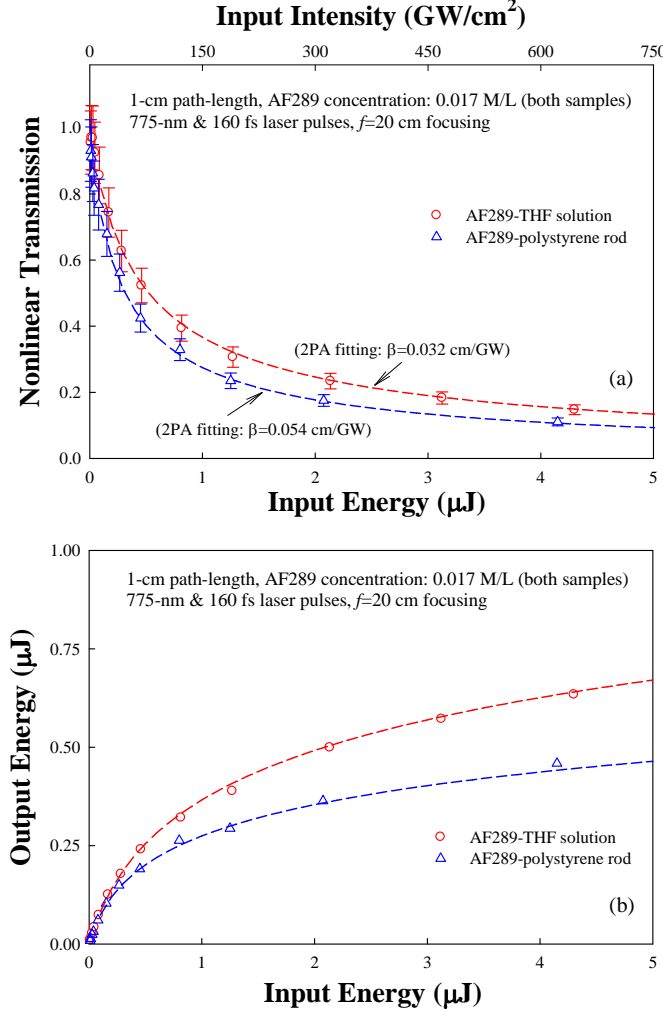 Input Intensity (GW/cm²)
0 150 300 450 600 750
1-cm path-length, AF289 concentration: 0.017 M/L (both samples)
775-nm & 160 fs laser pulses, f=20 cm focusing
Nonlinear Transmission
1.0
0.8
0.6
0.4
0.2
0.0
AF289-THF solution
AF289-polystyrene rod
(2PA fitting: β=0.032 cm/GW)
(a)
(2PA fitting: β=0.054 cm/GW)
0 1 2 3 4 5
Input Energy (μJ)
1.00
0.75
0.50
0.25
0.00
Output Energy (μJ)
1-cm path-length, AF289 concentration: 0.017 M/L (both samples)
775-nm & 160 fs laser pulses, f=20 cm focusing
AF289-THF solution
AF289-polystyrene rod
(b)
0 1 2 3 4 5
Input Energy (μJ)